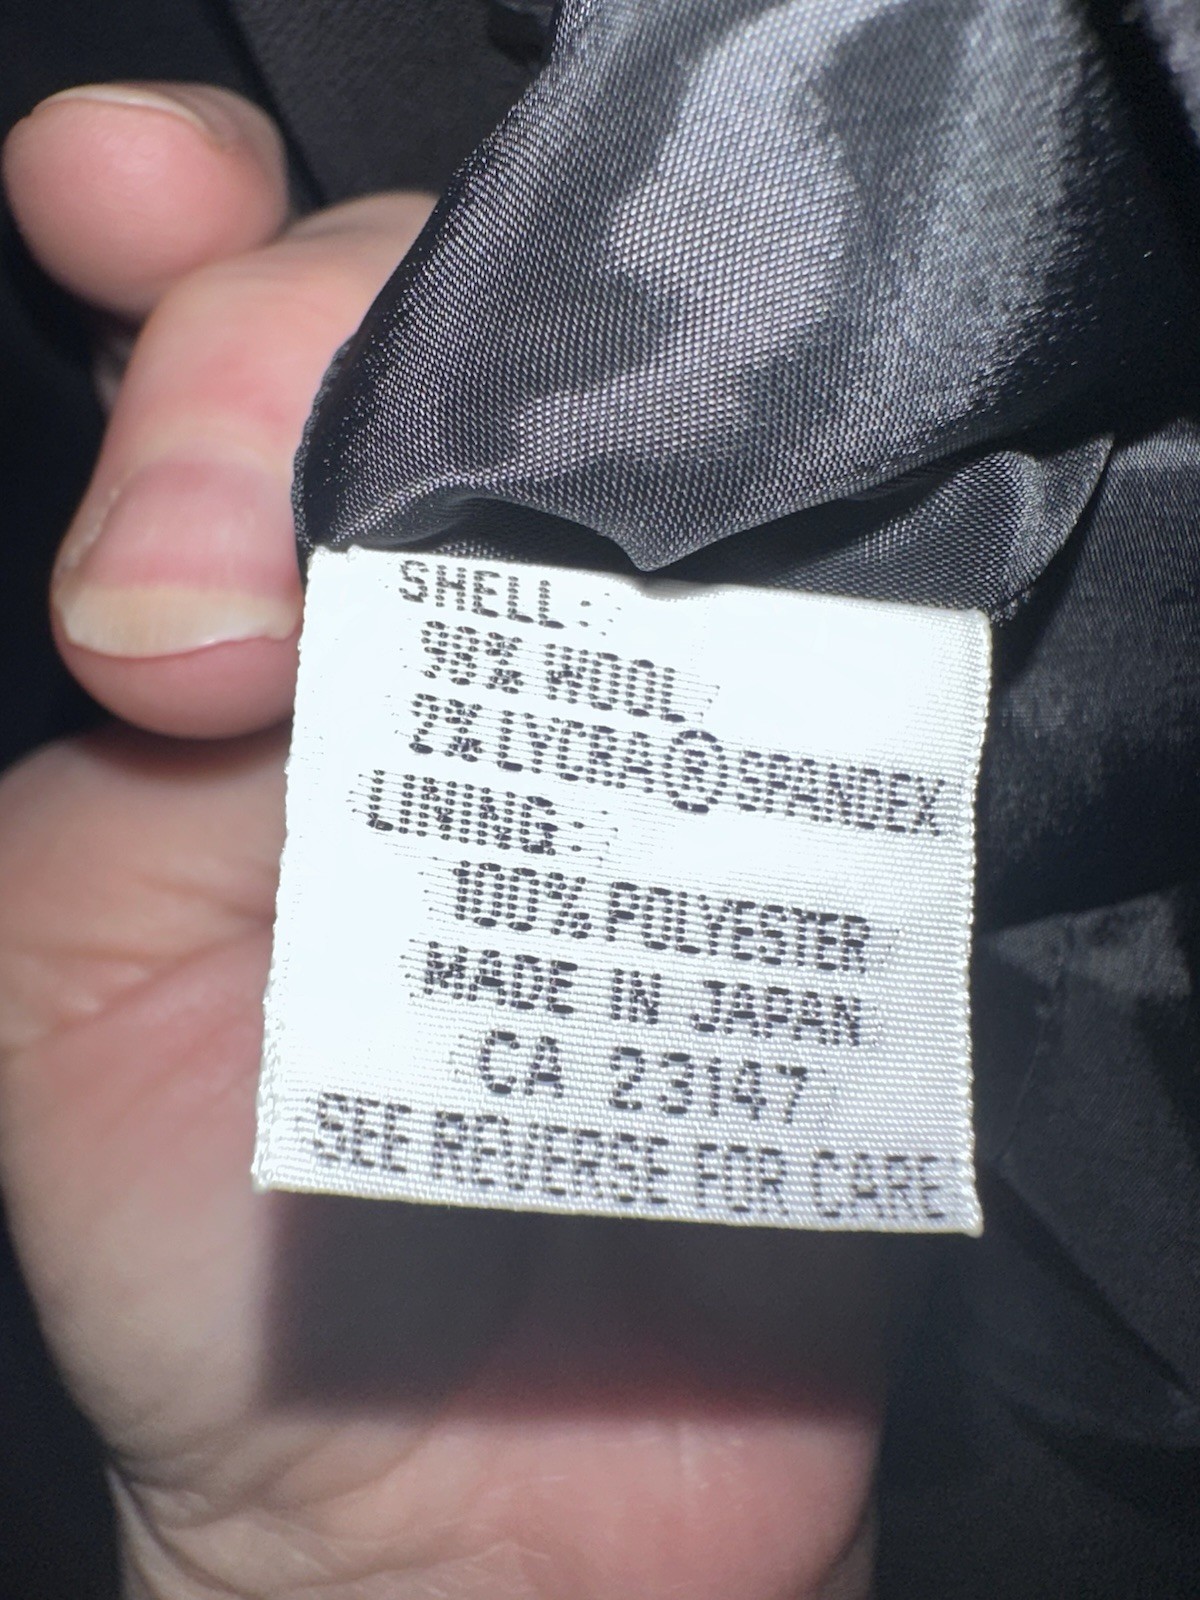 SHELL:
98% WOOL
2% LYCRA® SPANDEX
LINING:
100% POLYESTER
MADE IN JAPAN
CA 23147
SEE REVERSE FOR CARE